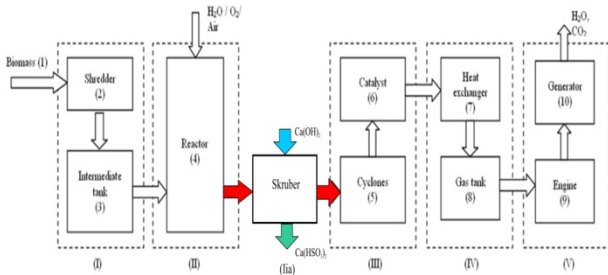 H₂O / O₂/
Air
H₂O,
CO₂
Biomass (1)
Shredder
(2)
Intermediate
tank
(3)
Reactor
(4)
Ca(OH)₂
Skruber
Ca(HSO₃)₂
Catalyst
(6)
Cyclones
(5)
Heat
exchanger
(7)
Gas tank
(8)
Generator
(10)
Engine
(9)
(I)
(II)
(Iia)
(III)
(IV)
(V)